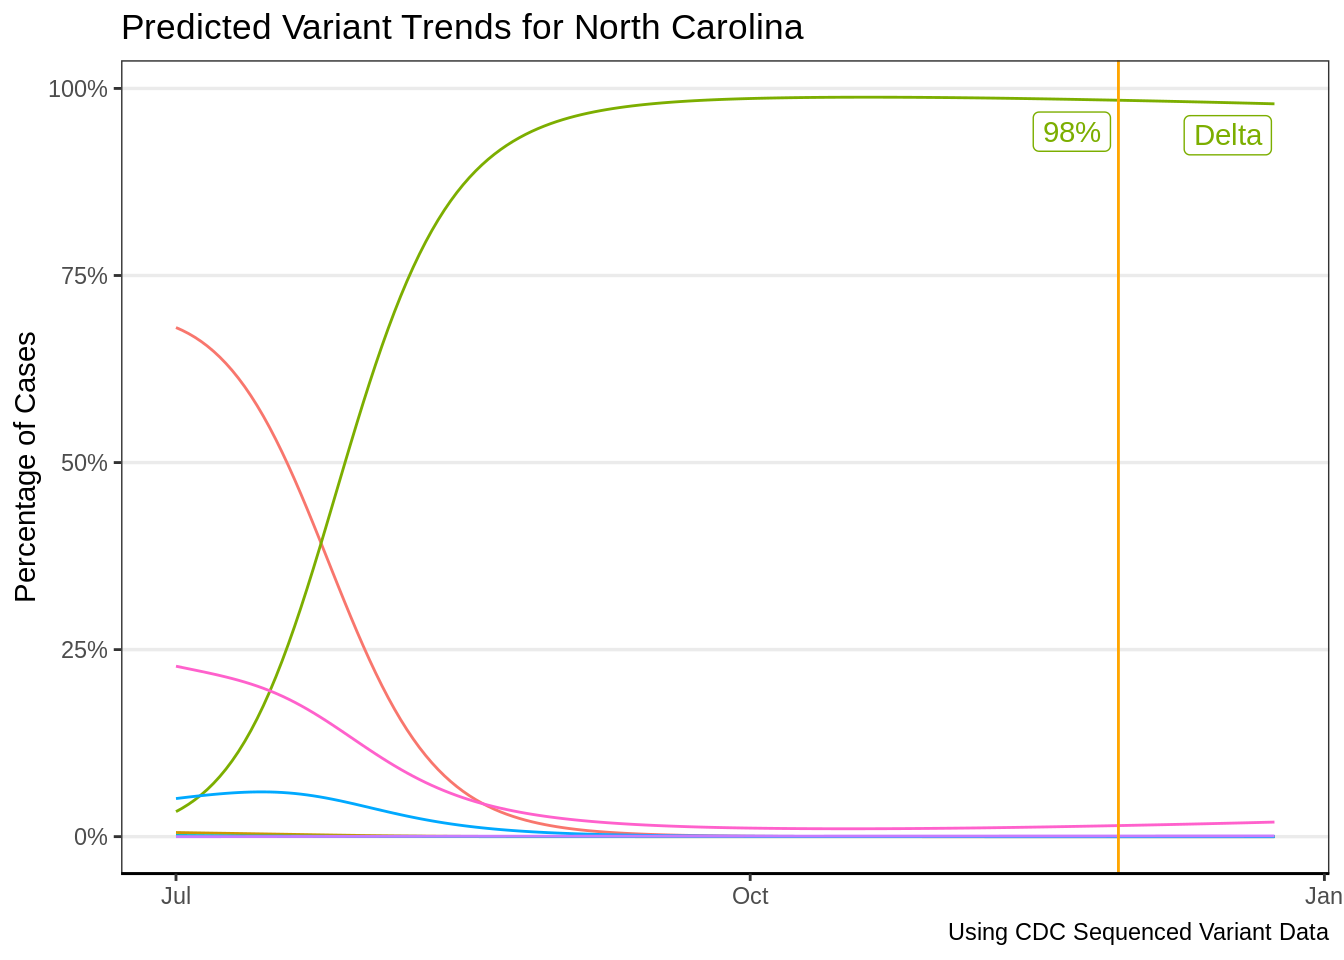 Predicted Variant Trends for North Carolina
100%
98%
Delta
75%
50%
25%
0%
Percentage of Cases
Jul
Oct
Jan
Using CDC Sequenced Variant Data